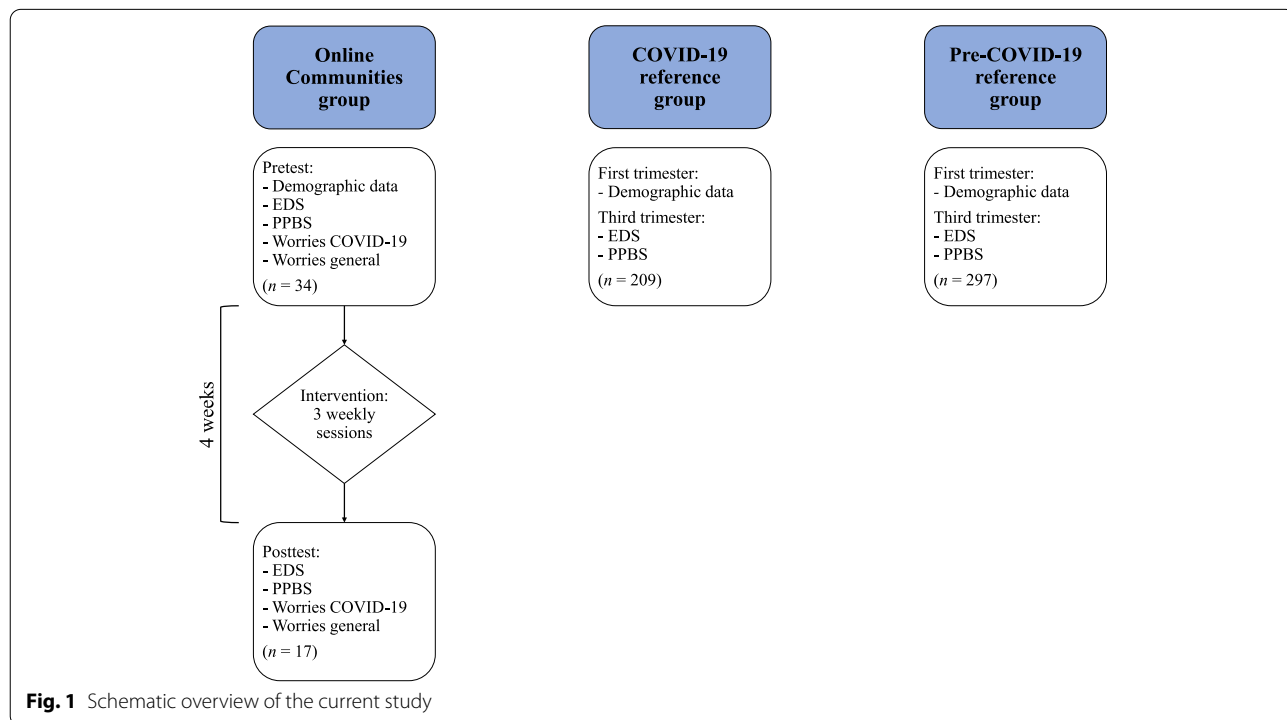 Online
Communities
group
COVID-19
reference
group
Pre-COVID-19
reference
group
Pretest:
- Demographic data
- EDS
- PPBS
- Worries COVID-19
- Worries general
(n = 34)
First trimester:
- Demographic data
Third trimester:
- EDS
- PPBS
(n = 209)
First trimester:
- Demographic data
Third trimester:
- EDS
- PPBS
(n = 297)
4 weeks
Intervention:
3 weekly
sessions
Posttest:
- EDS
- PPBS
- Worries COVID-19
- Worries general
(n = 17)
Fig. 1 Schematic overview of the current study